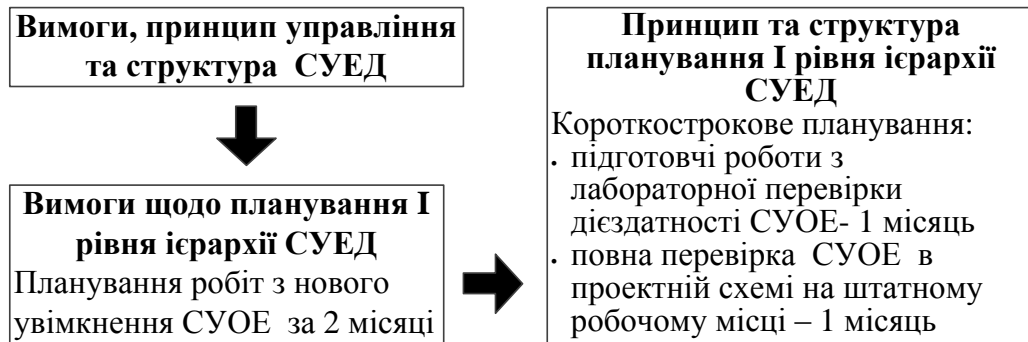 Вимоги, принцип управління
та структура СУЕД
Вимоги щодо планування І
рівня ієрархії СУЕД
Планування робіт з нового
увімкнення СУОЕ за 2 місяці
Принцип та структура
планування І рівня ієрархії
СУЕД
Короткострокове планування:
• підготовчі роботи з
лабораторної перевірки
дієздатності СУОЕ- 1 місяць
• повна перевірка СУОЕ в
проектній схемі на штатному
робочому місці – 1 місяць